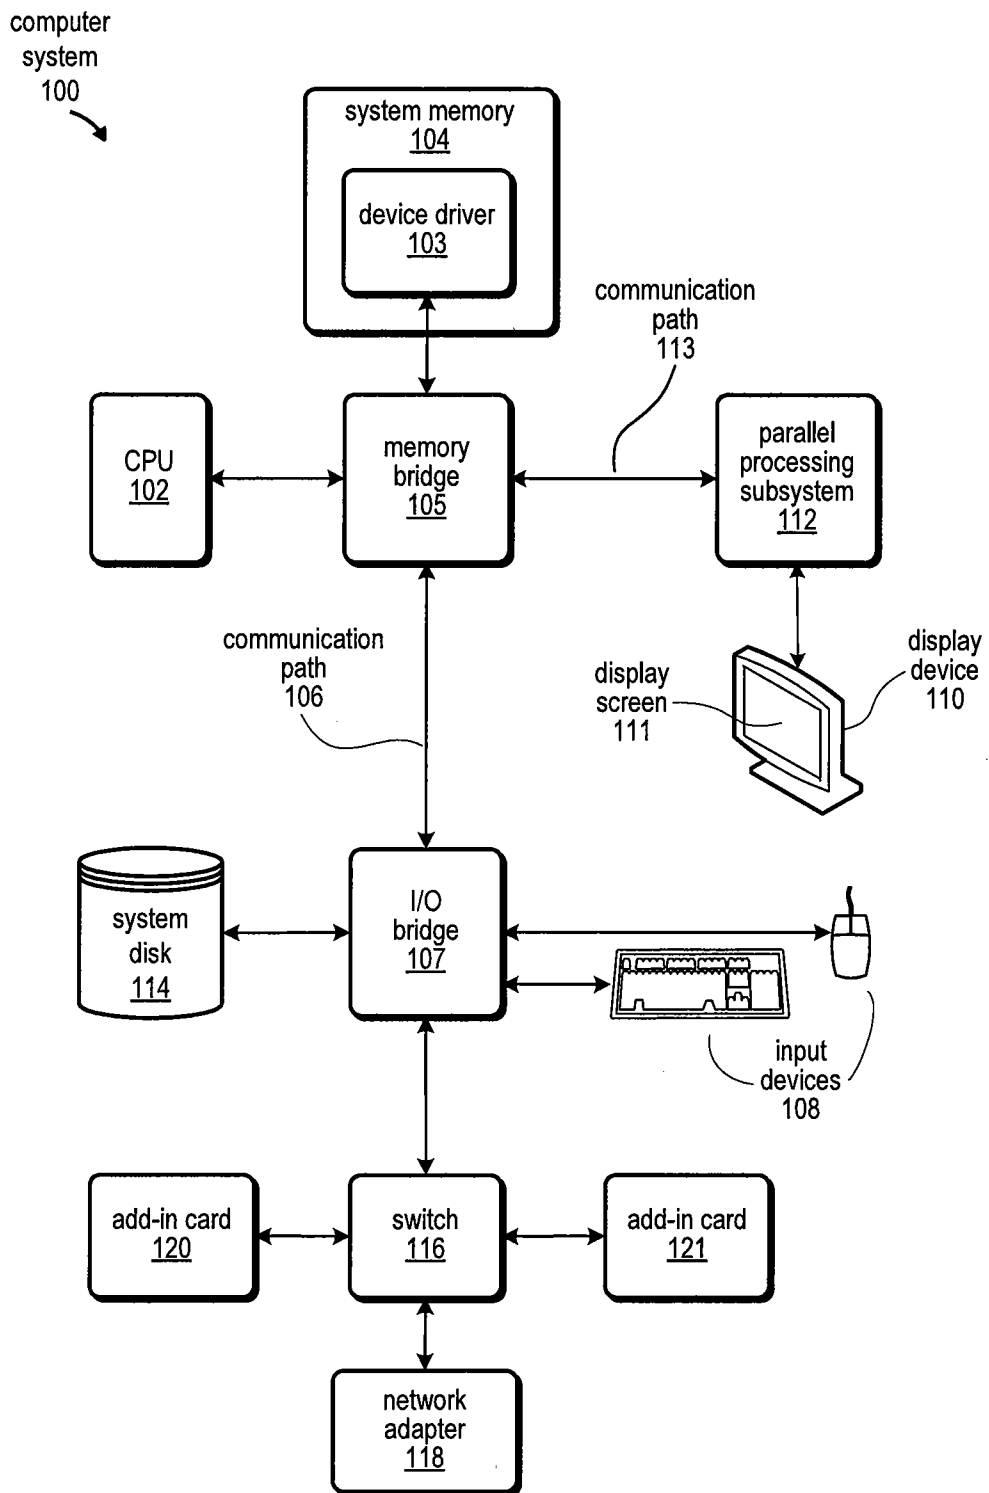 computer
system
100
system memory
104
device driver
103
communication
path
113
CPU
102
memory
bridge
105
parallel
processing
subsystem
112
communication
path
106
display
screen
111
display
device
110
system
disk
114
I/O
bridge
107
input
devices
108
add-in card
120
switch
116
add-in card
121
network
adapter
118